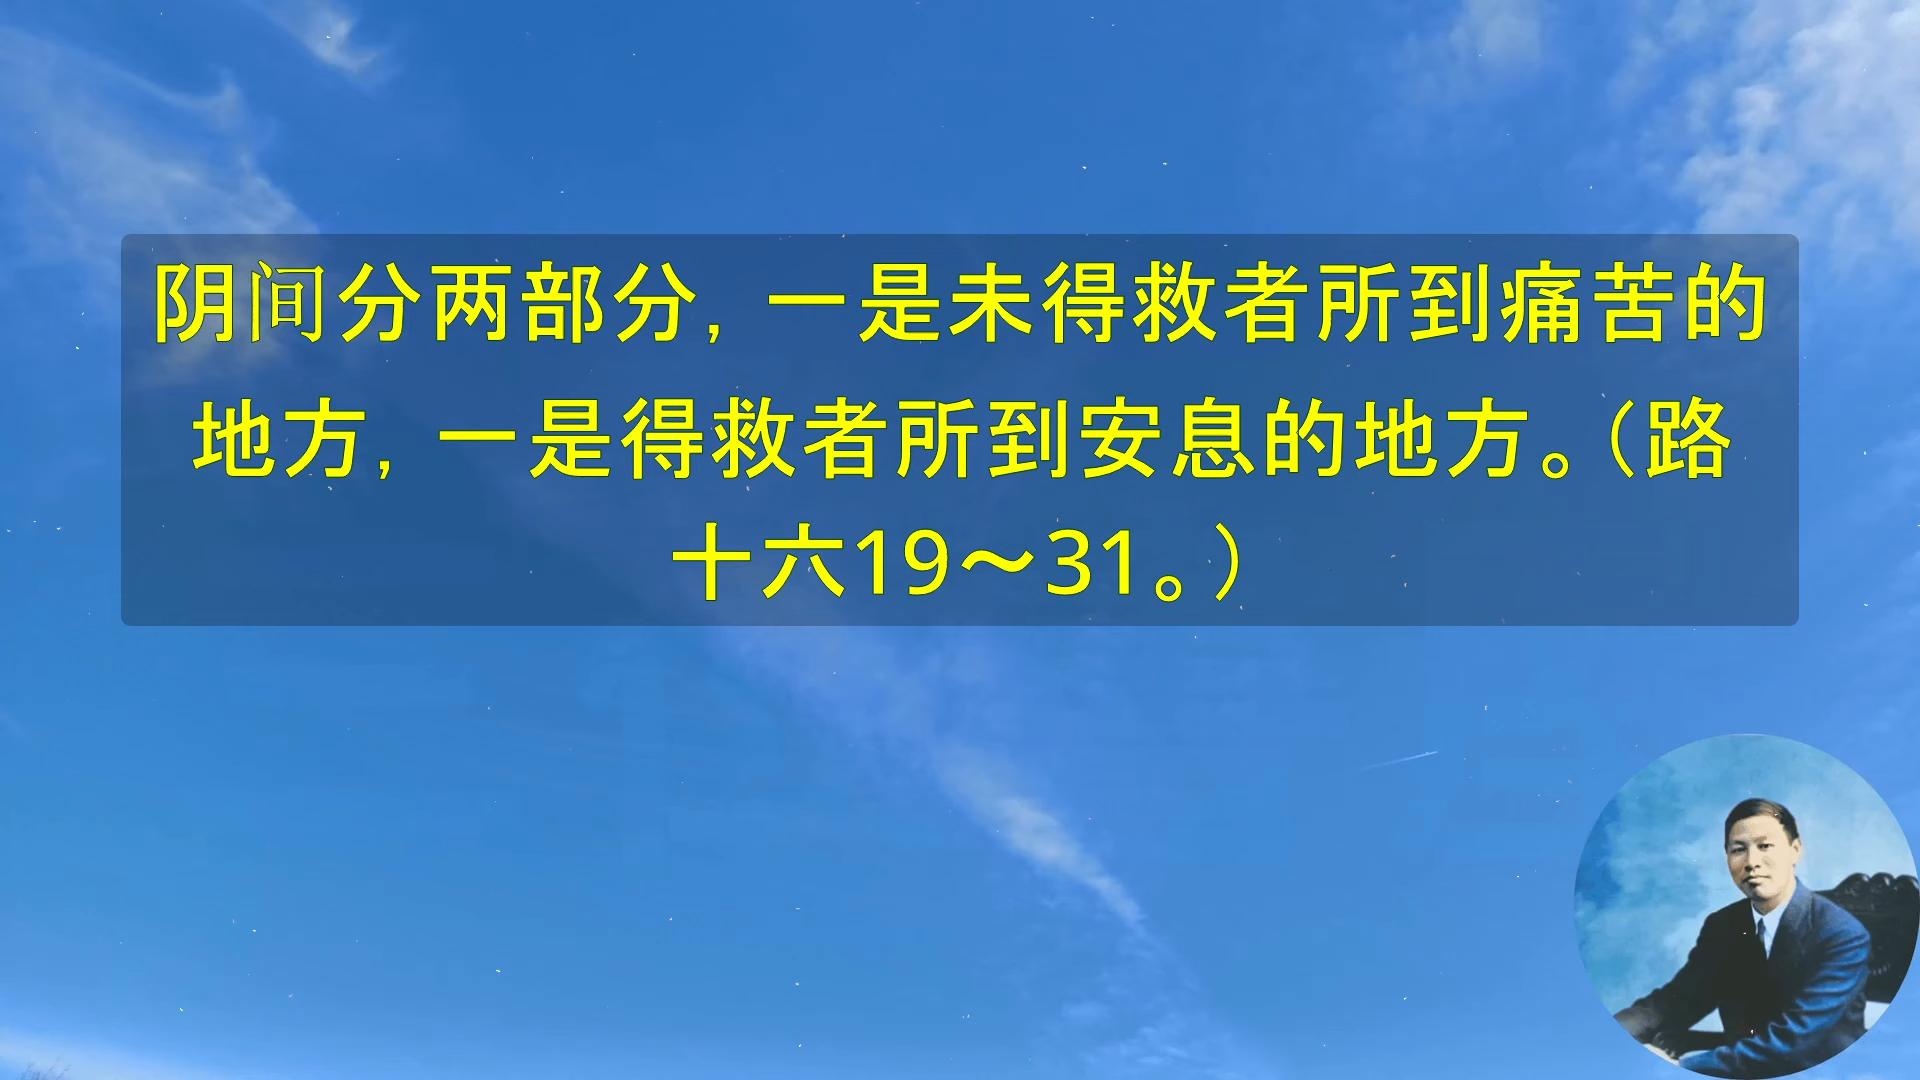 阴间分两部分，一是未得救者所到痛苦的
地方，一是得救者所到安息的地方。（路
十六19～31。）